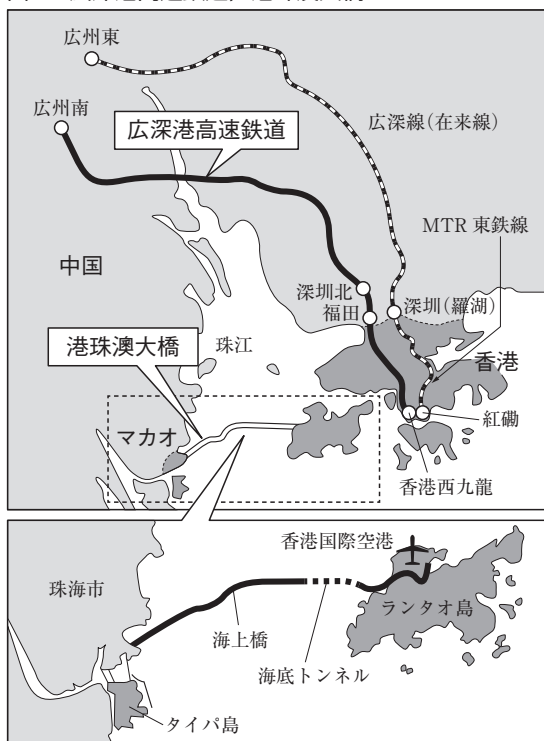 広州東
広州南
広深港高速鉄道
広深線(在来線)
MTR東鉄線
中国
深圳北
福田
深圳(羅湖)
港珠澳大橋
珠江
香港
マカオ
紅磡
香港西九龍
香港国際空港
珠海市
ランタオ島
海上橋
海底トンネル
タイパ島